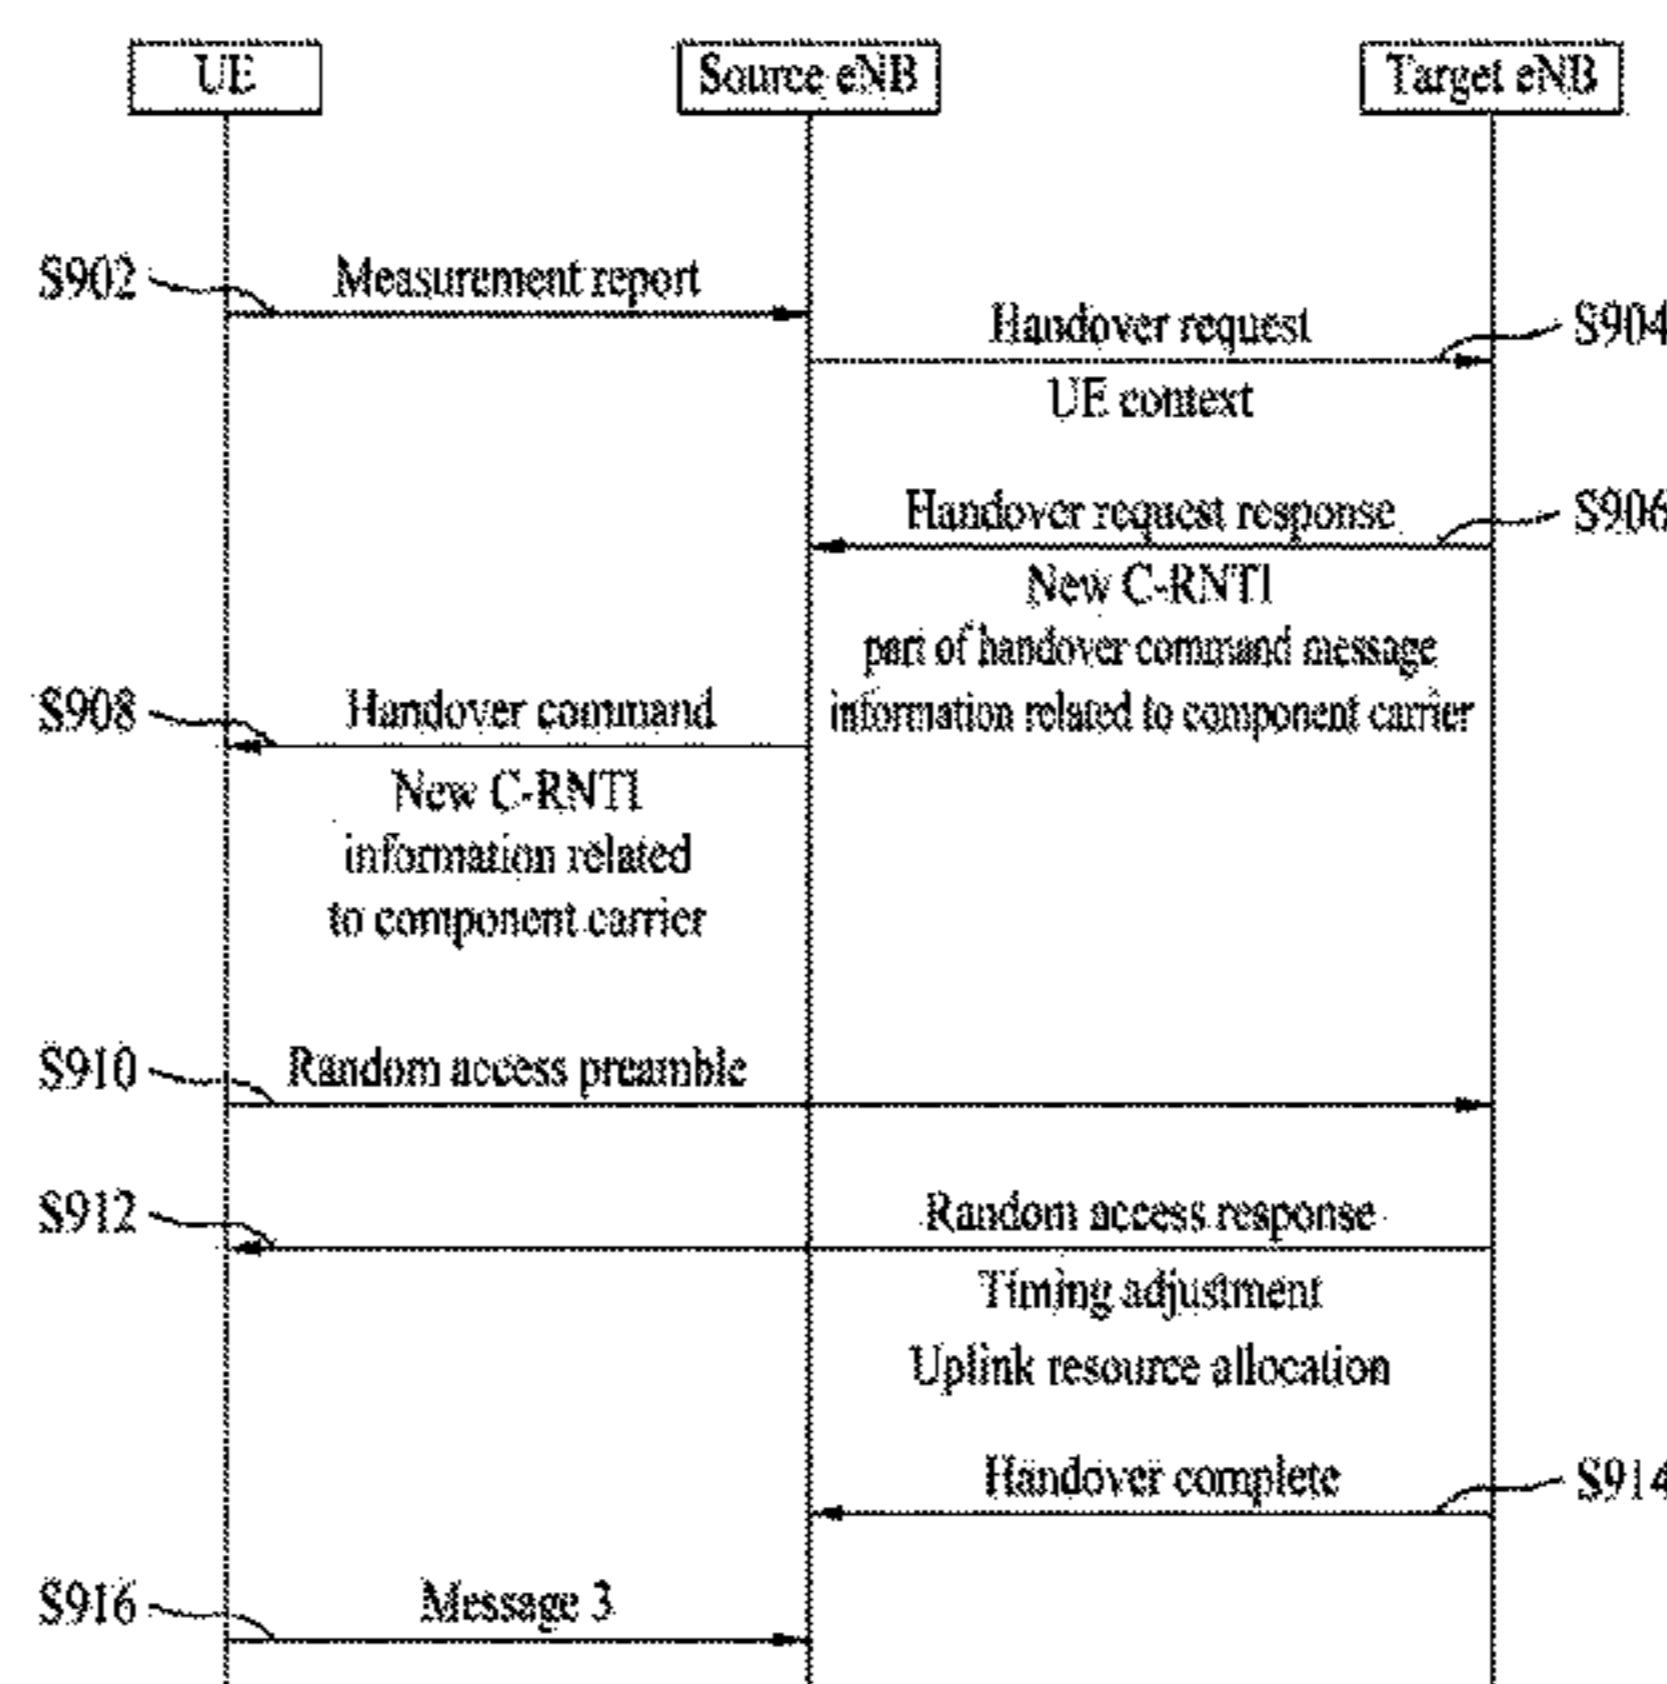 UE
Source eNB
Target eNB
S902
Measurement report
Handover request
S904
UE context
Handover request response
S906
New C-RNTI
part of handover command message
information related to component carrier
S908
Handover command
New C-RNTI
information related
to component carrier
S910
Random access preamble
S912
Random access response
Timing adjustment
Uplink resource allocation
Handover complete
S914
S916
Message 3